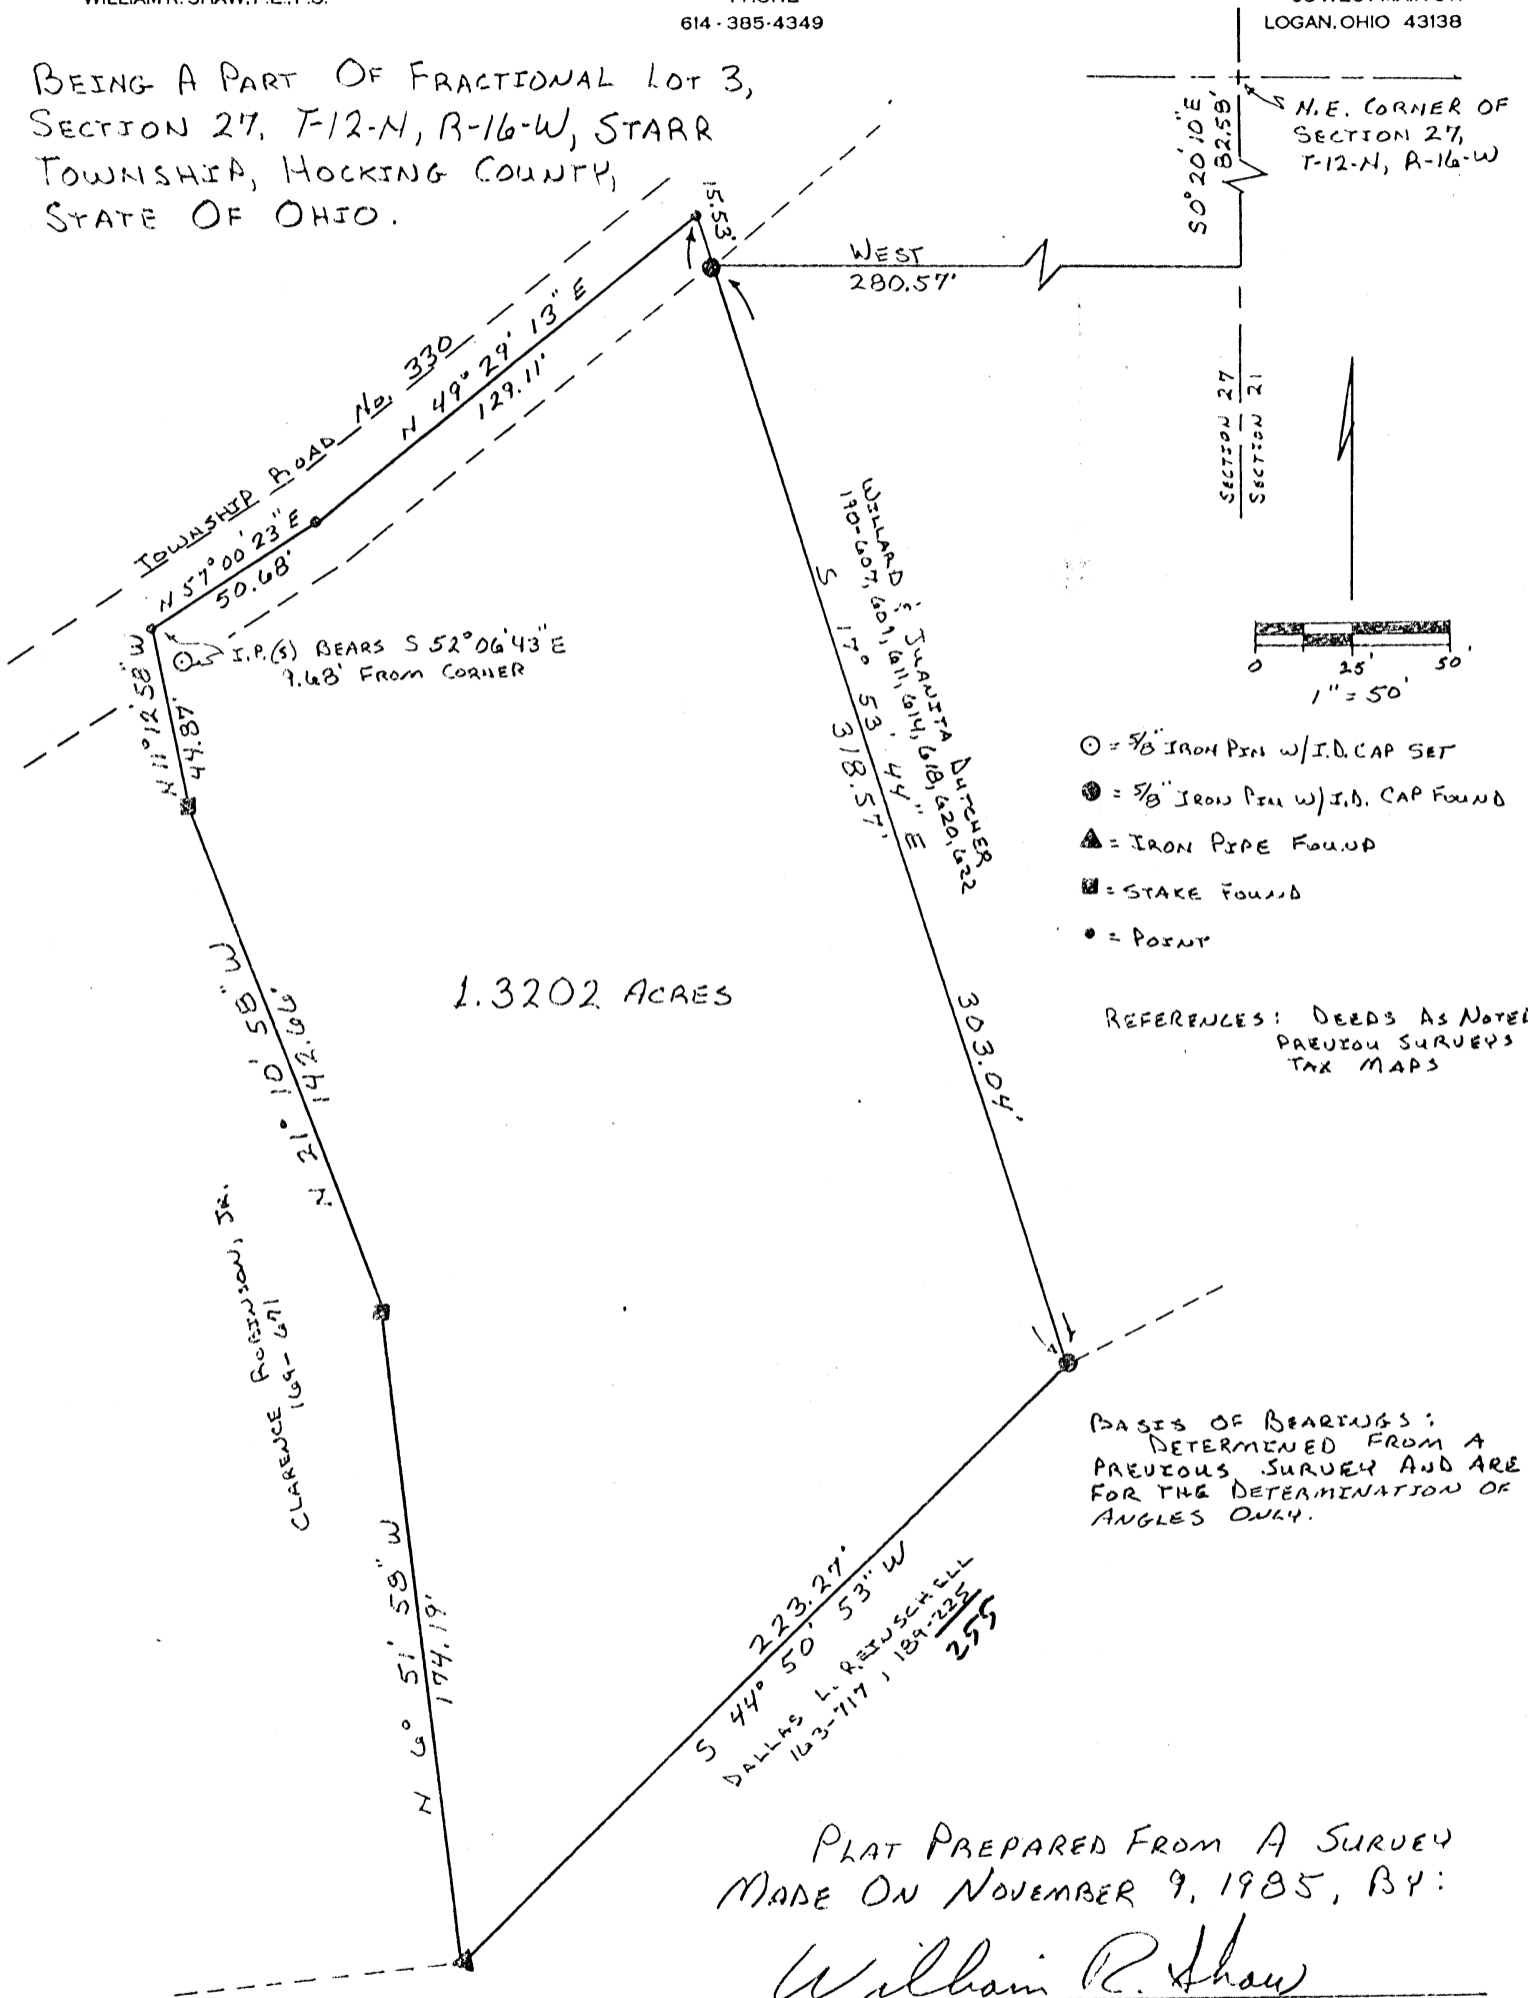 614-385-4349
LOGAN, OHIO 43138
BEING A PART OF FRACTIONAL LOT 3,
SECTION 27, T-12-N, R-16-W, STARR
TOWNSHIP, HOCKING COUNTY,
STATE OF OHIO.
N.E. CORNER OF
SECTION 27,
T-12-N, R-16-W
S0°20'10"E
82.58'
15.53'
WEST
280.57'
TOWNSHIP ROAD No. 330
N 49° 29' 13" E
129.11'
N 57°00'23" E
50.68'
SECTION 27
SECTION 21
I.P.(S) BEARS S 52°06'43"E
9.63' FROM CORNER
N 11°12'58" W
44.87'
WILLARD & JUANITA DUTCHER
190-607, 609, 611, 614, 618, 620, 622
S 17° 53' 44" E
318.57'
303.04'
0 25' 50'
1" = 50'
⊙ = 5/8" IRON PIN W/I.D. CAP SET
● = 5/8" IRON PIN W/I.D. CAP FOUND
▲ = IRON PIPE FOUND
■ = STAKE FOUND
• = POINT
1.3202 ACRES
REFERENCES: DEEDS AS NOTED
PREVIOU SURVEYS
TAX MAPS
N 21° 10' 58" W
142.66'
CLARENCE ROBINSON, JR.
169-671
BASIS OF BEARINGS:
DETERMINED FROM A
PREVIOUS SURVEY AND ARE
FOR THE DETERMINATION OF
ANGLES ONLY.
N 6° 51' 58" W
174.19'
223.27'
S 44° 50' 53" W
DALLAS L. REINSCHELL
163-717, 189-225
255
PLAT PREPARED FROM A SURVEY
MADE ON NOVEMBER 9, 1985, BY:
William R. Shaw